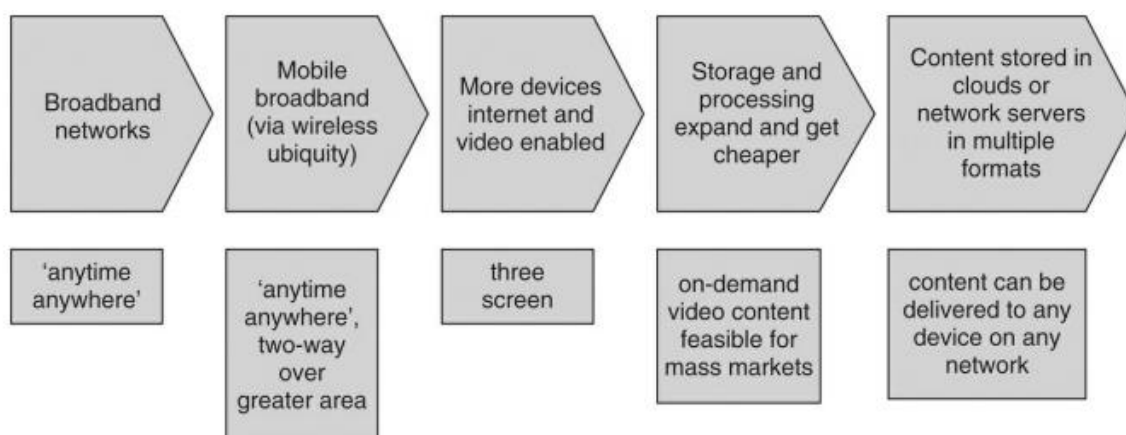 Broadband
networks
Mobile
broadband
(via wireless
ubiquity)
More devices
internet and
video enabled
Storage and
processing
expand and get
cheaper
Content stored in
clouds or
network servers
in multiple
formats
‘anytime
anywhere’
‘anytime
anywhere’,
two-way
over
greater area
three
screen
on-demand
video content
feasible for
mass markets
content can be
delivered to any
device on any
network